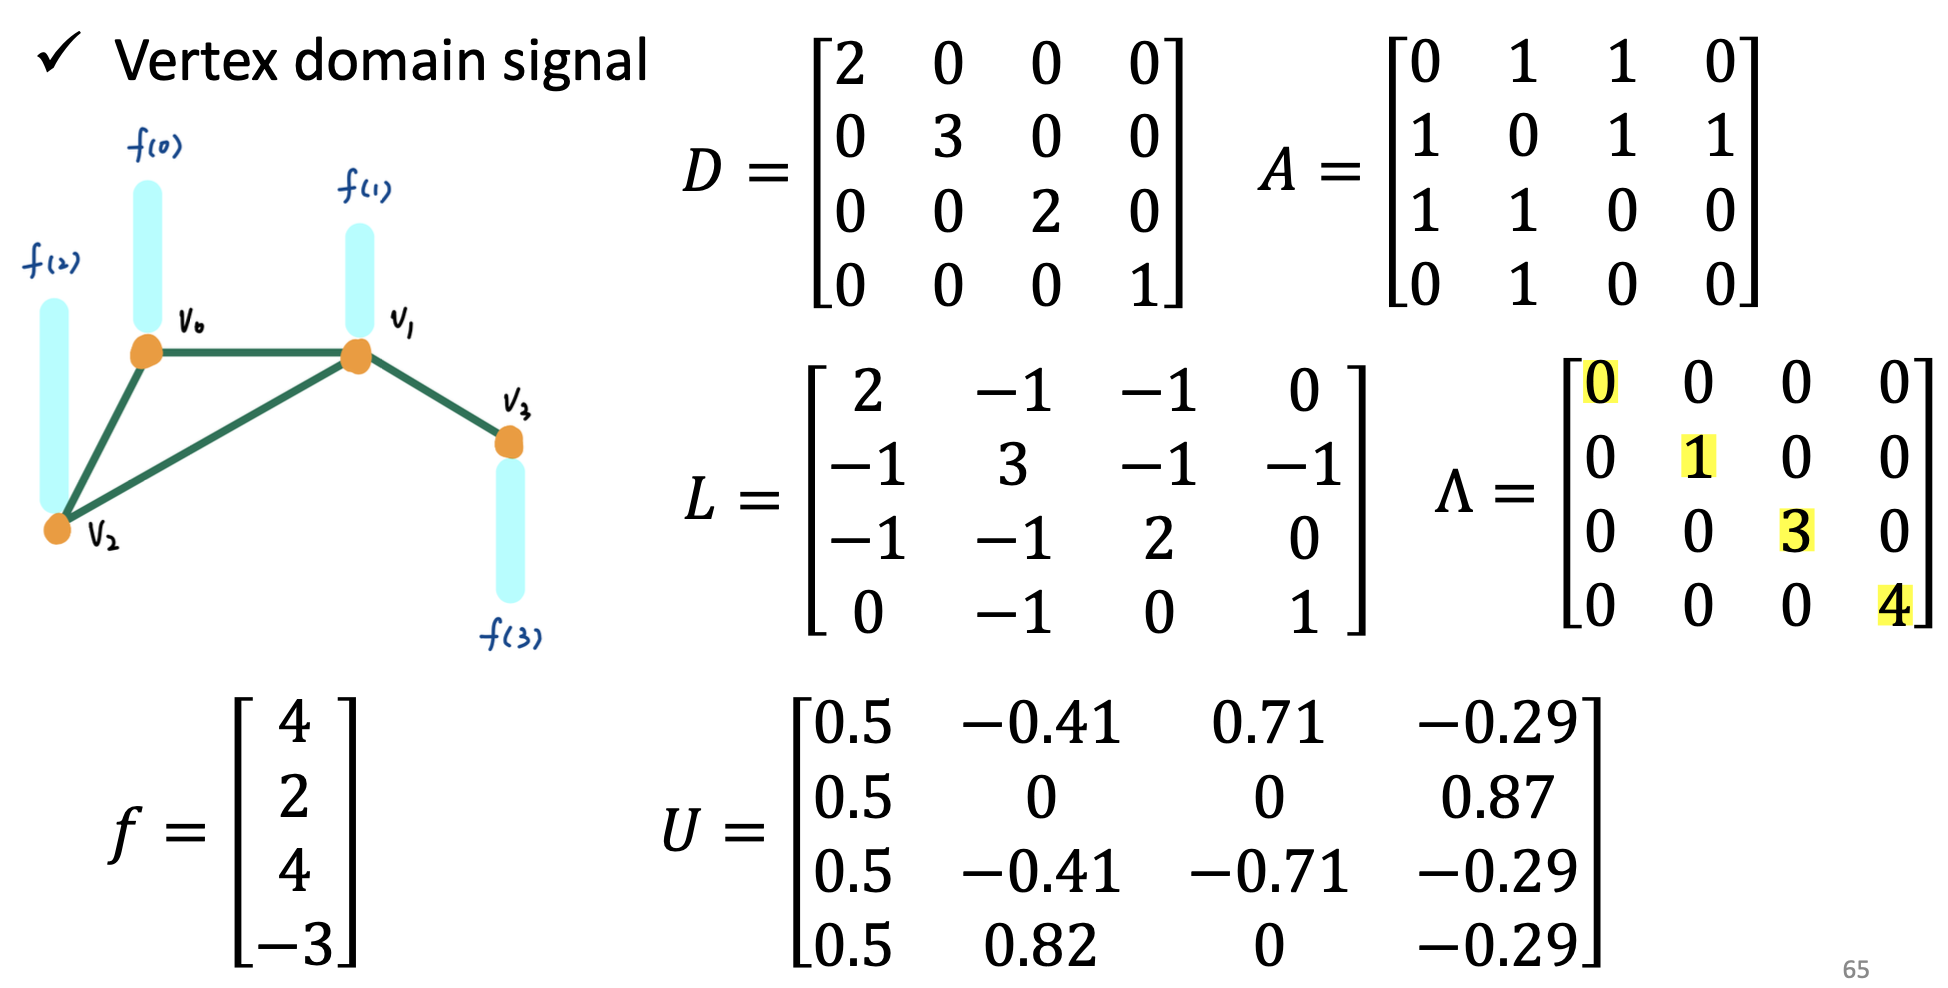 ✓ Vertex domain signal
f(0)
f(1)
f(2)
v₀
v₁
v₃
v₂
f(3)
D = [2 0 0 0
0 3 0 0
0 0 2 0
0 0 0 1]
A = [0 1 1 0
1 0 1 1
1 1 0 0
0 1 0 0]
L = [2 −1 −1 0
−1 3 −1 −1
−1 −1 2 0
0 −1 0 1]
Λ = [0 0 0 0
0 1 0 0
0 0 3 0
0 0 0 4]
f = [4
2
4
−3]
U = [0.5 −0.41 0.71 −0.29
0.5 0 0 0.87
0.5 −0.41 −0.71 −0.29
0.5 0.82 0 −0.29]
65